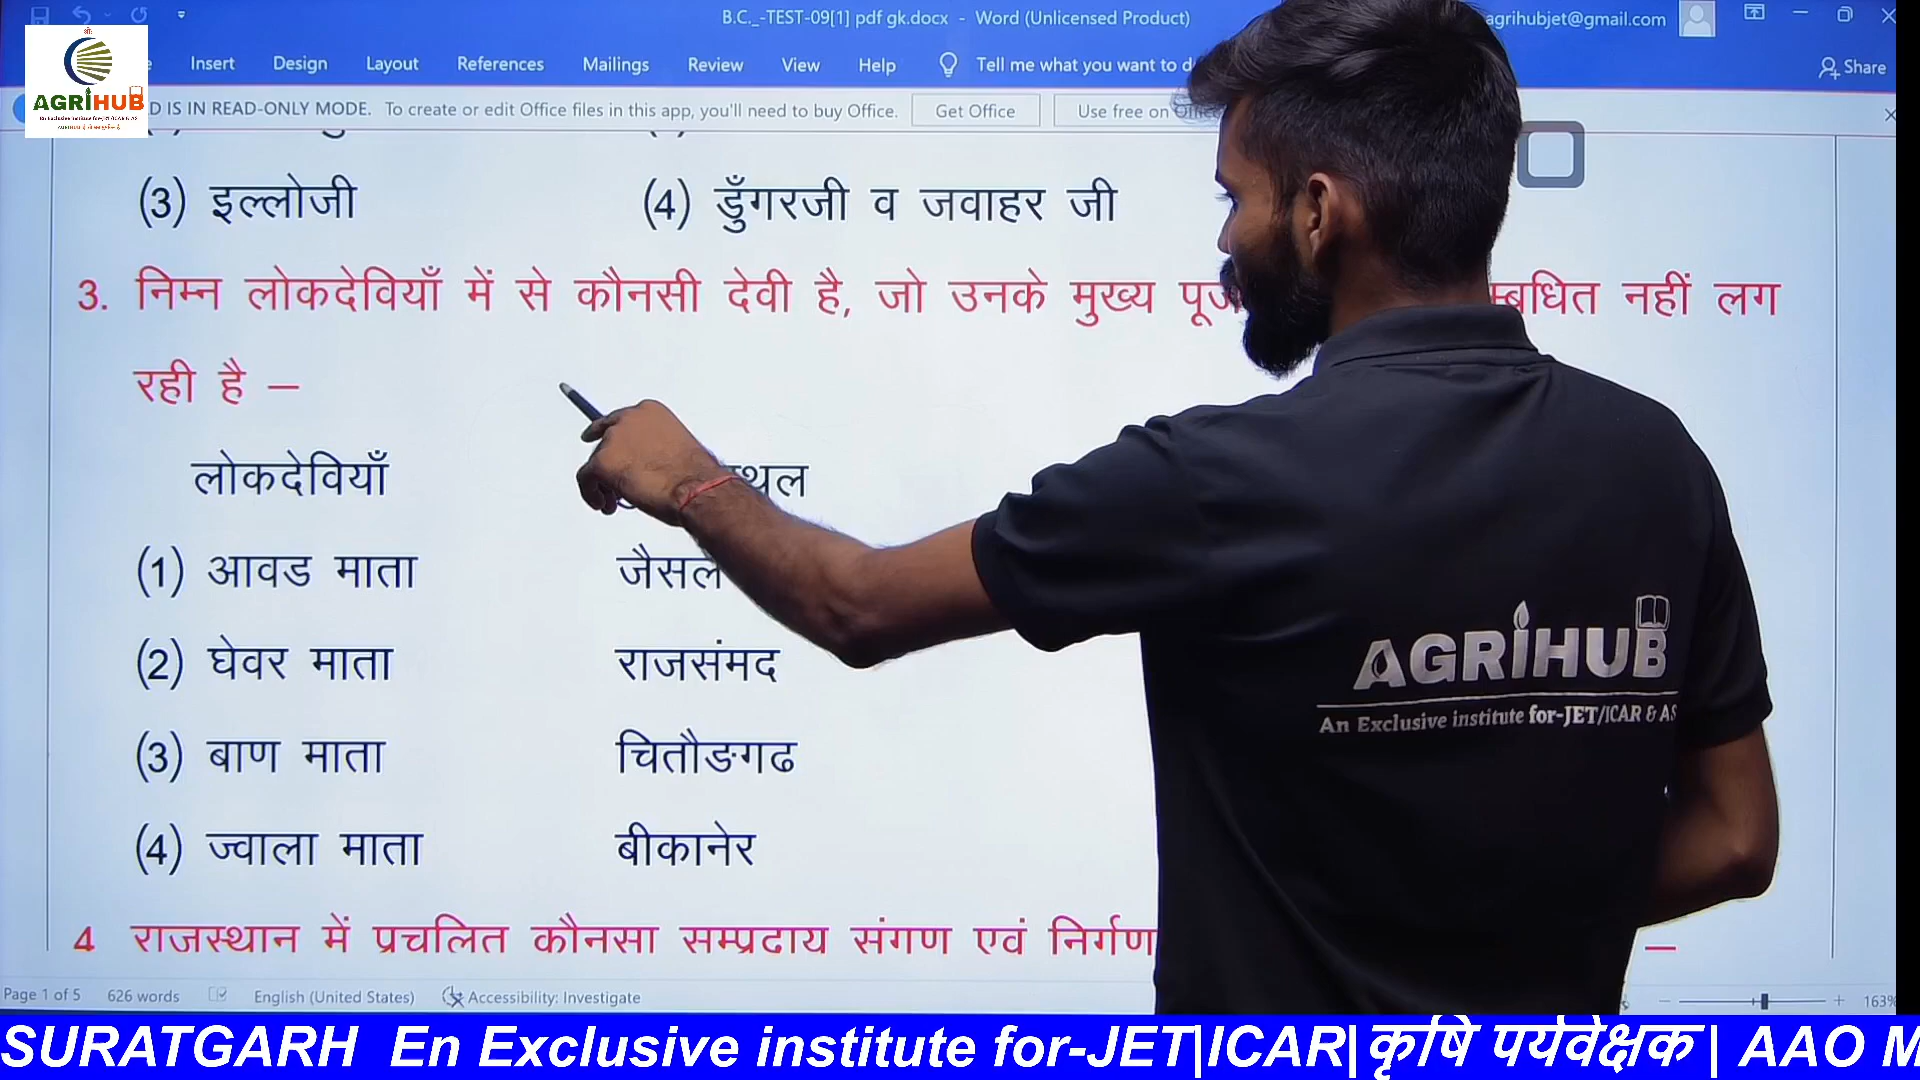 B.C._-TEST-09[1] pdf gk.docx - Word (Unlicensed Product)
agrihubjet@gmail.com
Insert Design Layout References Mailings Review View Help Tell me what you want to d
Share
D IS IN READ-ONLY MODE. To create or edit Office files in this app, you'll need to buy Office. Get Office Use free on
श्री:
AGRIHUB
(3) इल्लोजी (4) डुँगरजी व जवाहर जी
3. निम्न लोकदेवियाँ में से कौनसी देवी है, जो उनके मुख्य पूज म्बधित नहीं लग
रही है –
लोकदेवियाँ थल
(1) आवड माता जैसल
(2) घेवर माता राजसंमद
(3) बाण माता चितौङगढ
(4) ज्वाला माता बीकानेर
4 राजस्थान में प्रचलित कौनसा सम्प्रदाय संगण एवं निर्गण –
AGRIHUB
An Exclusive institute for-JET/ICAR & AS
Page 1 of 5 626 words English (United States) Accessibility: Investigate 163%
SURATGARH En Exclusive institute for-JET|ICAR|कृषि पर्यवेक्षक | AAO M